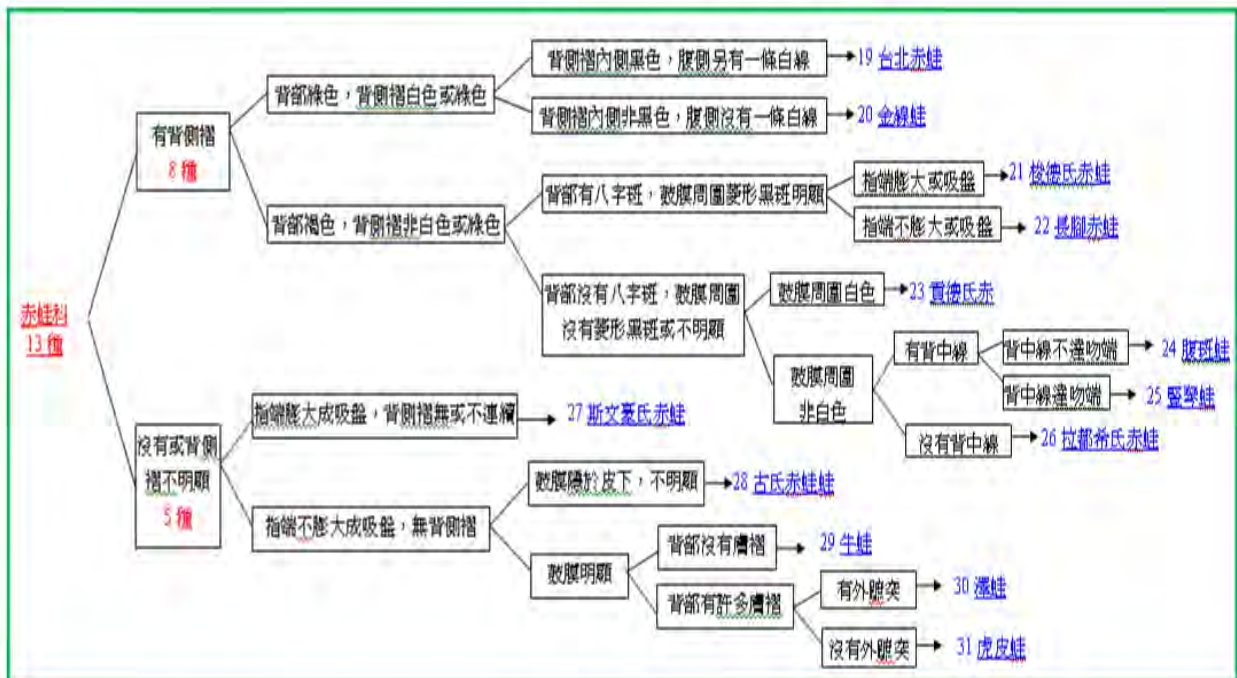 背側褶內側黑色，腹側另有一條白線
19 台北赤蛙
背部綠色，背側褶白色或綠色
背側褶內側非黑色，腹側沒有一條白線
20 金線蛙
有背側褶
8 種
背部有八字斑，鼓膜周圍菱形黑斑明顯
指端膨大或吸盤
21 梭德氏赤蛙
指端不膨大或吸盤
22 長腳赤蛙
背部褐色，背側褶非白色或綠色
背部沒有八字斑，鼓膜周圍
沒有菱形黑斑或不明顯
鼓膜周圍白色
23 貢德氏赤
赤蛙科
13 種
鼓膜周圍
非白色
有背中線
背中線不達吻端
24 腹斑蛙
背中線達吻端
25 豎琴蛙
沒有背中線
26 拉都希氏赤蛙
沒有或背側
褶不明顯
5 種
指端膨大成吸盤，背側褶無或不連續
27 斯文豪氏赤蛙
指端不膨大成吸盤，無背側褶
鼓膜隱於皮下，不明顯
28 古氏赤蛙蛙
鼓膜明顯
背部沒有膚褶
29 牛蛙
背部有許多膚褶
有外蹠突
30 澤蛙
沒有外蹠突
31 虎皮蛙